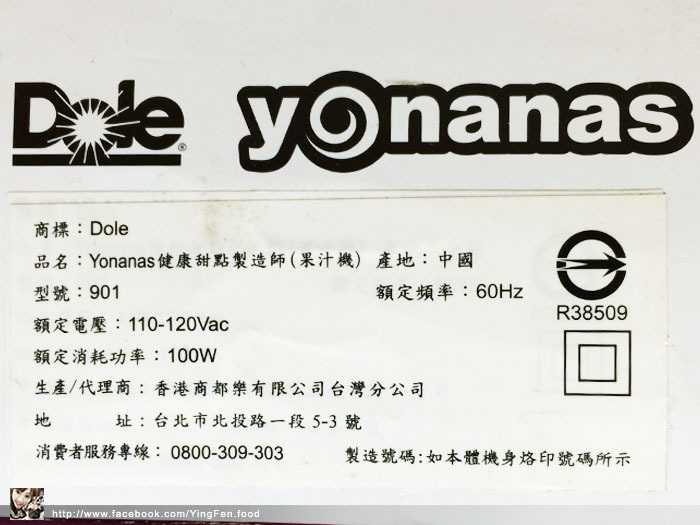 Dole® yonanas
商標：Dole
品名：Yonanas健康甜點製造師(果汁機) 產地：中國
型號：901 額定頻率：60Hz
R38509
額定電壓：110-120Vac
額定消耗功率：100W
生產/代理商：香港商都樂有限公司台灣分公司
地 址：台北市北投路一段 5-3 號
消費者服務專線：0800-309-303 製造號碼:如本體機身烙印號碼所示
http://www.facebook.com/YingFen.food